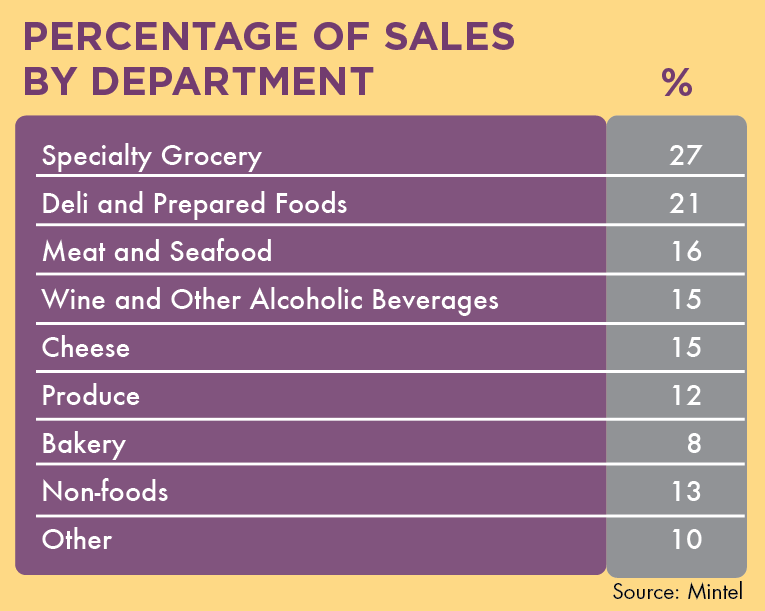 PERCENTAGE OF SALES
BY DEPARTMENT %
Specialty Grocery 27
Deli and Prepared Foods 21
Meat and Seafood 16
Wine and Other Alcoholic Beverages 15
Cheese 15
Produce 12
Bakery 8
Non-foods 13
Other 10
Source: Mintel